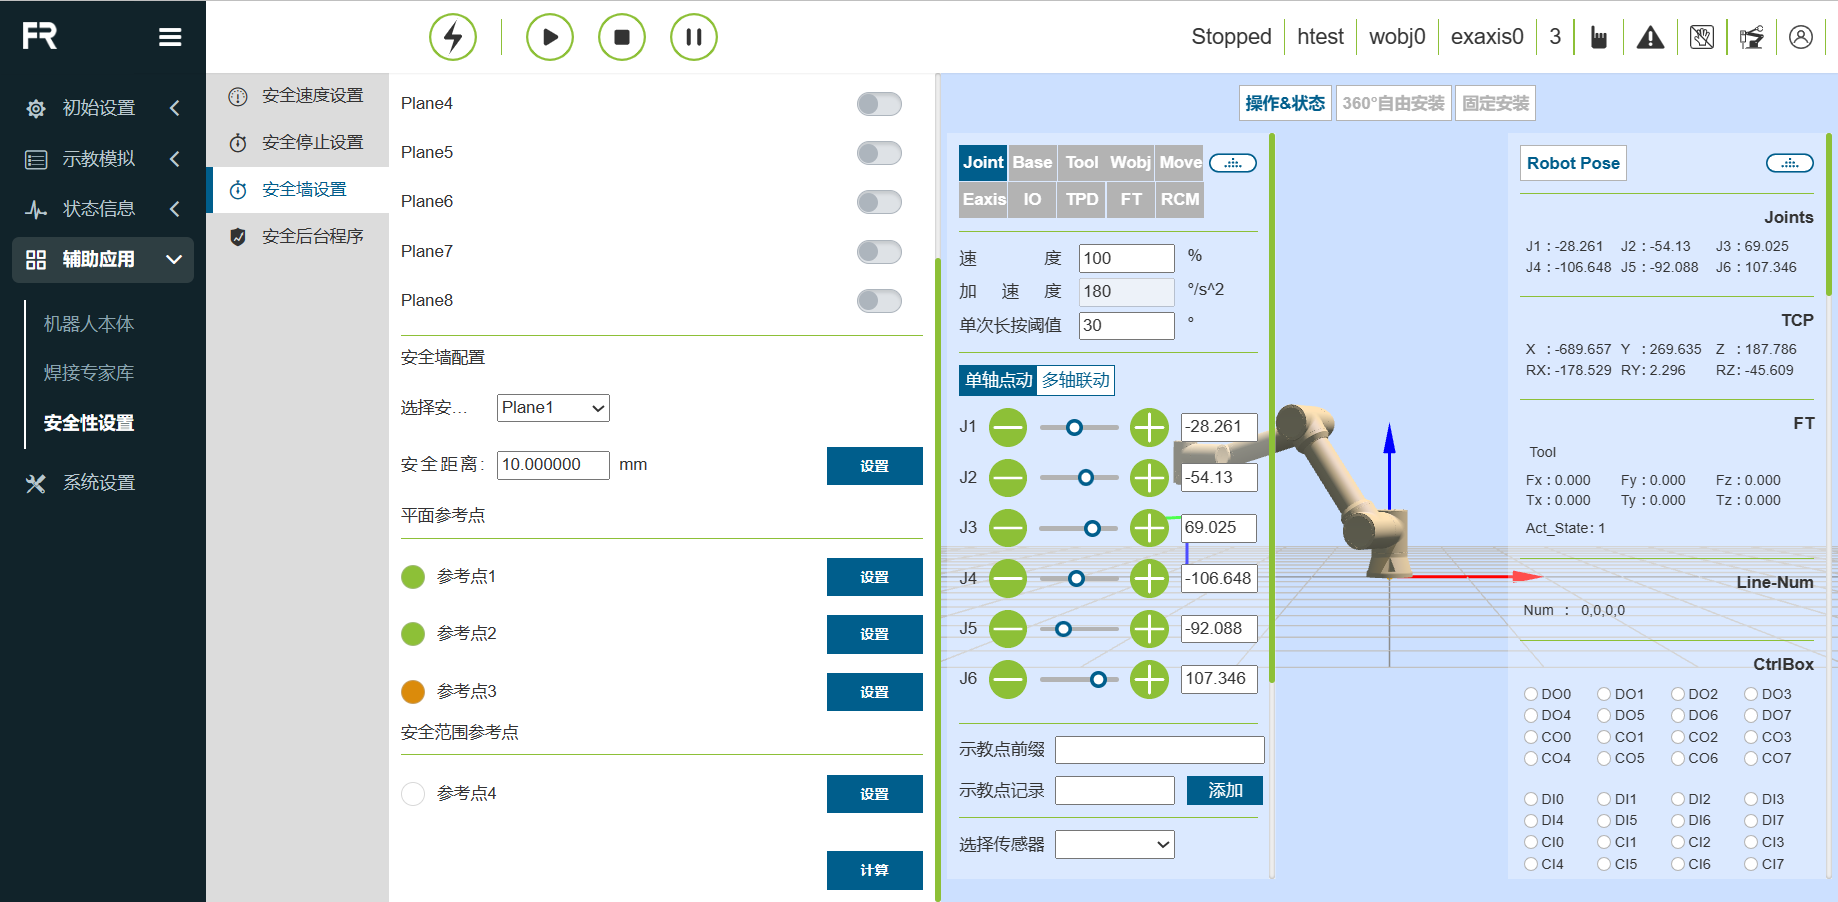 FR
Stopped
htest
wobj0
exaxis0
3
初始设置
示教模拟
状态信息
辅助应用
机器人本体
焊接专家库
安全性设置
系统设置
安全速度设置
安全停止设置
安全墙设置
安全后台程序
Plane4
Plane5
Plane6
Plane7
Plane8
安全墙配置
选择安... Plane1
安全距离: 10.000000 mm 设置
平面参考点
参考点1 设置
参考点2 设置
参考点3 设置
安全范围参考点
参考点4 设置
计算
操作&状态 360°自由安装 固定安装
Joint Base Tool Wobj Move
Eaxis IO TPD FT RCM
速度 100 %
加速度 180 °/s^2
单次长按阈值 30 °
单轴点动 多轴联动
J1 -28.261
J2 -54.13
J3 69.025
J4 -106.648
J5 -92.088
J6 107.346
示教点前缀
示教点记录 添加
选择传感器
Robot Pose
Joints
J1 : -28.261 J2 : -54.13 J3 : 69.025
J4 : -106.648 J5 : -92.088 J6 : 107.346
TCP
X : -689.657 Y : 269.635 Z : 187.786
RX: -178.529 RY: 2.296 RZ: -45.609
FT
Tool
Fx : 0.000 Fy : 0.000 Fz : 0.000
Tx : 0.000 Ty : 0.000 Tz : 0.000
Act_State : 1
Line-Num
Num : 0,0,0,0
CtrlBox
DO0 DO1 DO2 DO3
DO4 DO5 DO6 DO7
CO0 CO1 CO2 CO3
CO4 CO5 CO6 CO7
DI0 DI1 DI2 DI3
DI4 DI5 DI6 DI7
CI0 CI1 CI2 CI3
CI4 CI5 CI6 CI7